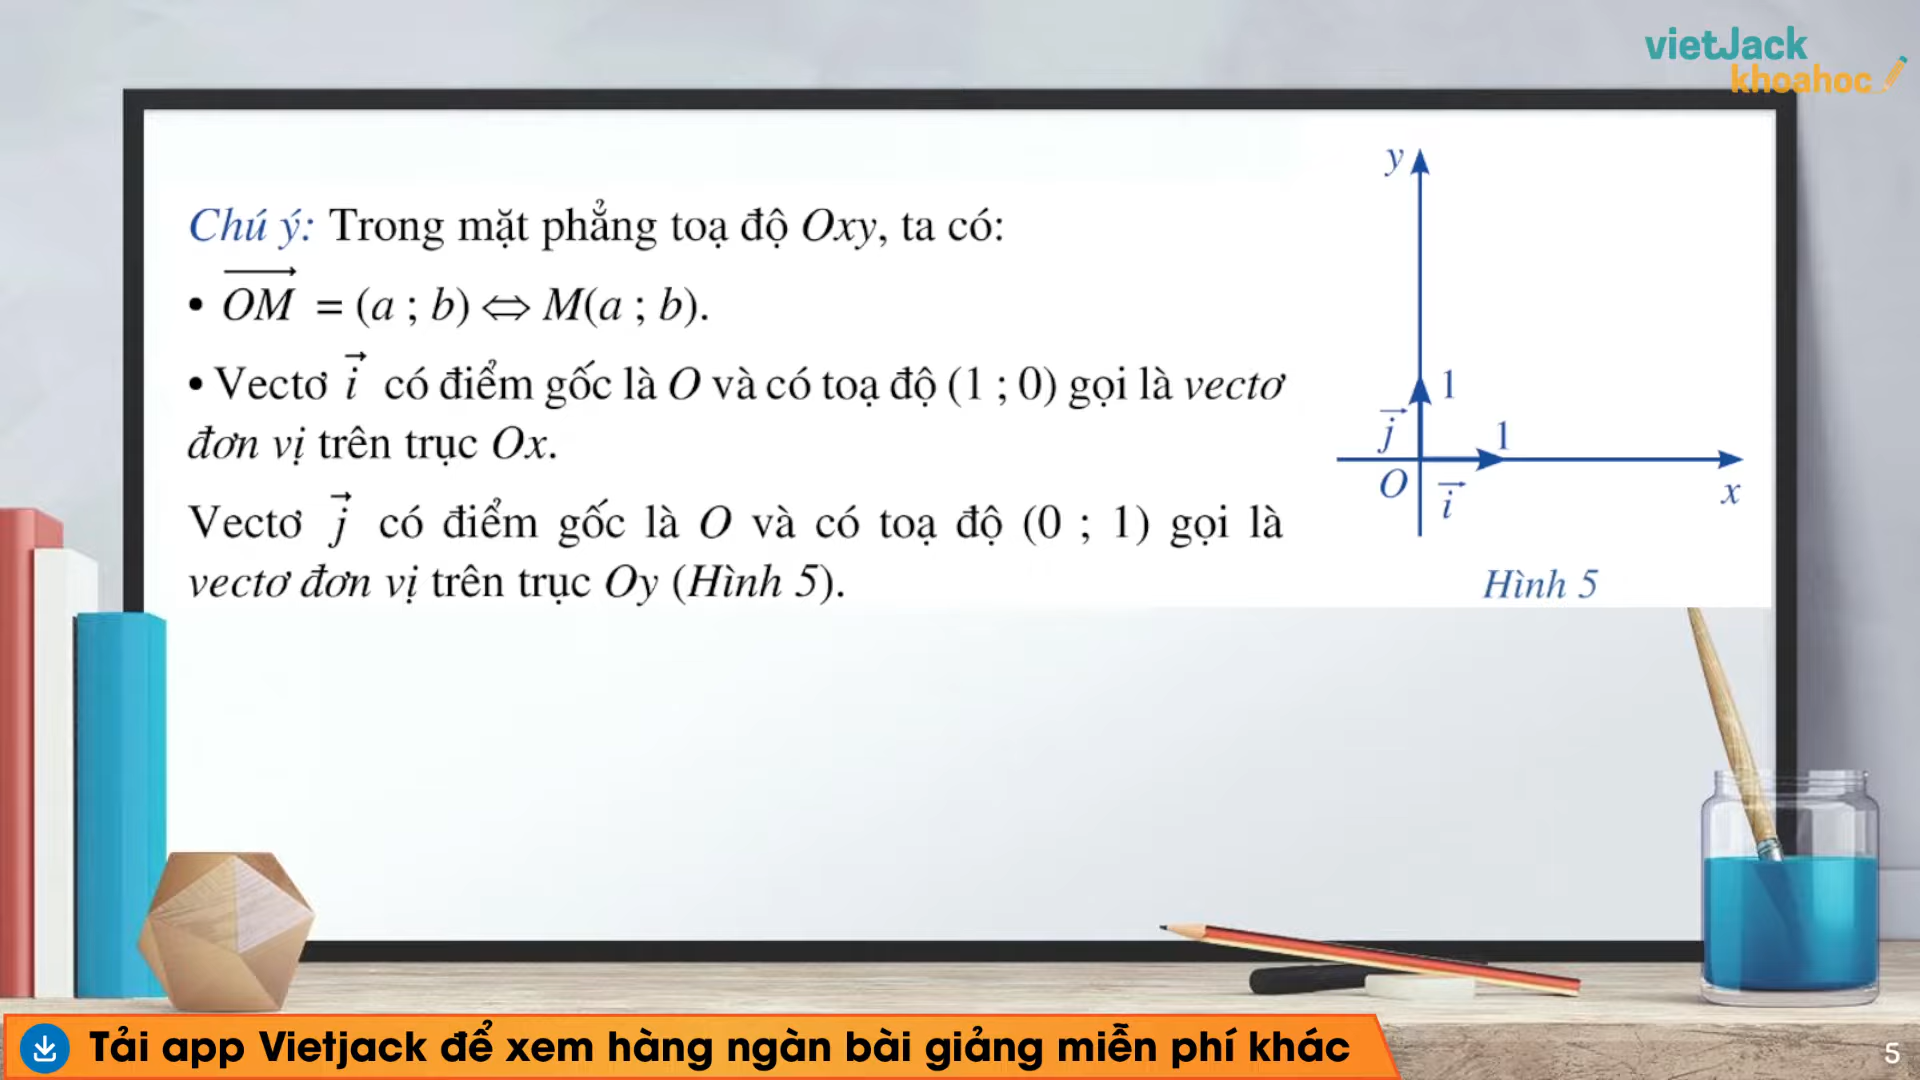 vietJack
khoahoc
Chú ý: Trong mặt phẳng toạ độ Oxy, ta có:
• $\overrightarrow{OM}$ = (a ; b) ⇔ M(a ; b).
• Vectơ $\vec{i}$ có điểm gốc là O và có toạ độ (1 ; 0) gọi là vectơ
đơn vị trên trục Ox.
Vectơ $\vec{j}$ có điểm gốc là O và có toạ độ (0 ; 1) gọi là
vectơ đơn vị trên trục Oy (Hình 5).
y
1
$\vec{j}$
1
O
$\vec{i}$
x
Hình 5
Tải app Vietjack để xem hàng ngàn bài giảng miễn phí khác
5